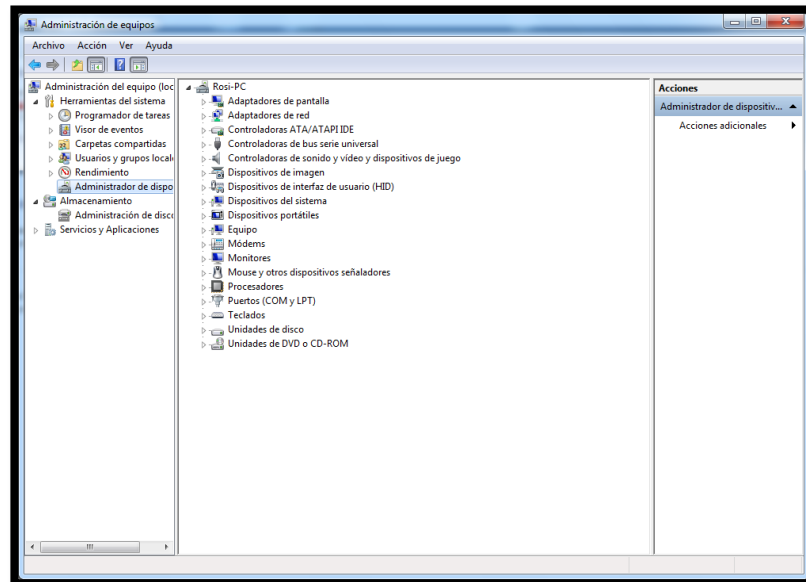 Administración de equipos
Archivo Acción Ver Ayuda
Administración del equipo (loc
Herramientas del sistema
Programador de tareas
Visor de eventos
Carpetas compartidas
Usuarios y grupos locale
Rendimiento
Administrador de dispo
Almacenamiento
Administración de disco
Servicios y Aplicaciones
Rosi-PC
Adaptadores de pantalla
Adaptadores de red
Controladoras ATA/ATAPI IDE
Controladoras de bus serie universal
Controladoras de sonido y vídeo y dispositivos de juego
Dispositivos de imagen
Dispositivos de interfaz de usuario (HID)
Dispositivos del sistema
Dispositivos portátiles
Equipo
Módems
Monitores
Mouse y otros dispositivos señaladores
Procesadores
Puertos (COM y LPT)
Teclados
Unidades de disco
Unidades de DVD o CD-ROM
Acciones
Administrador de dispositiv...
Acciones adicionales